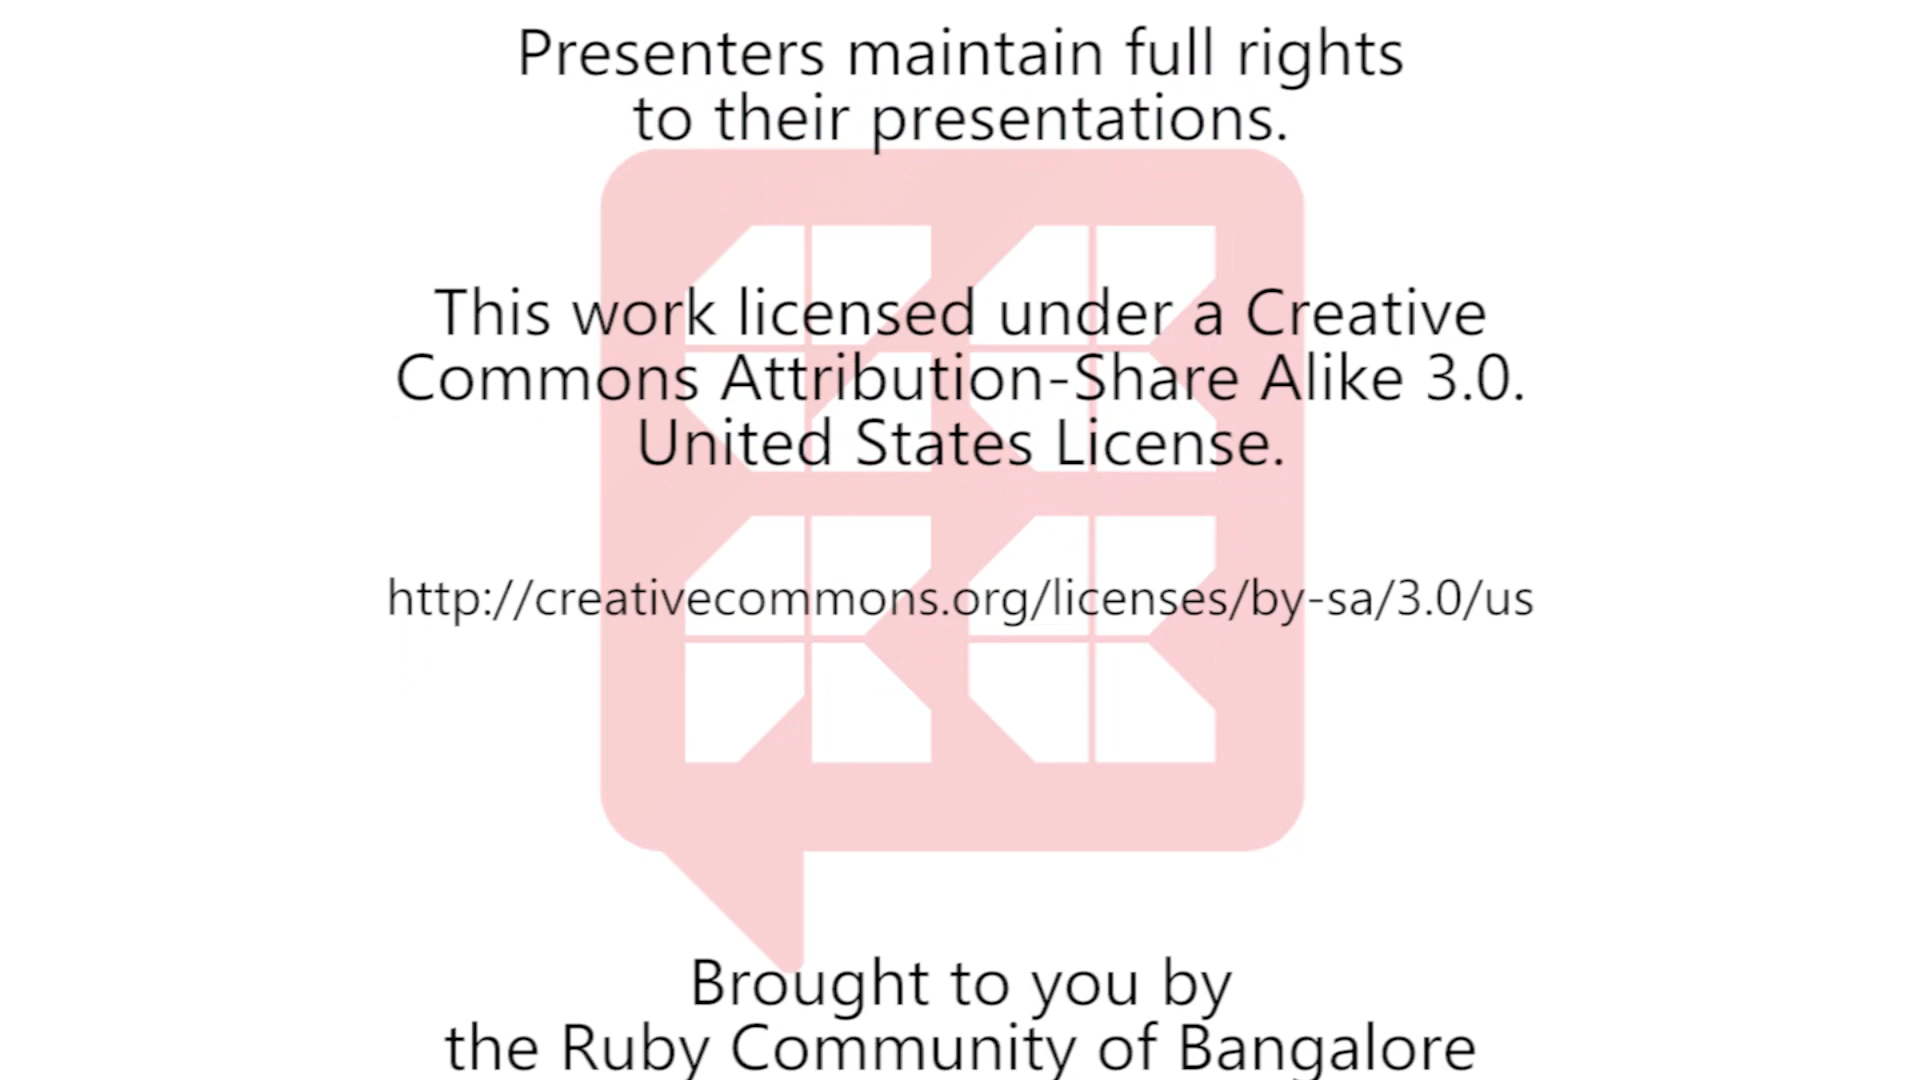 Presenters maintain full rights
to their presentations.
This work licensed under a Creative
Commons Attribution-Share Alike 3.0.
United States License.
http://creativecommons.org/licenses/by-sa/3.0/us
Brought to you by
the Ruby Community of Bangalore